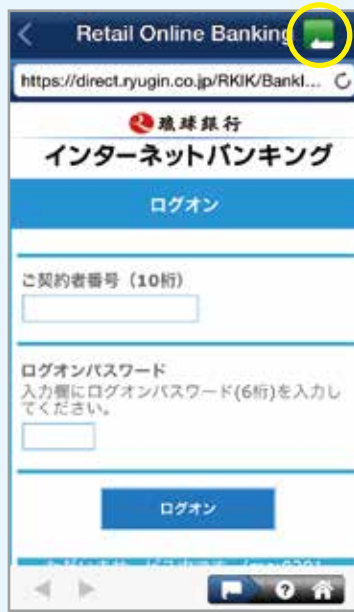 Retail Online Banking
https://direct.ryugin.co.jp/RKIK/BankI...
琉球銀行
インターネットバンキング
ログオン
ご契約者番号（10桁）
ログオンパスワード
入力欄にログオンパスワード(6桁)を入力し
てください。
ログオン